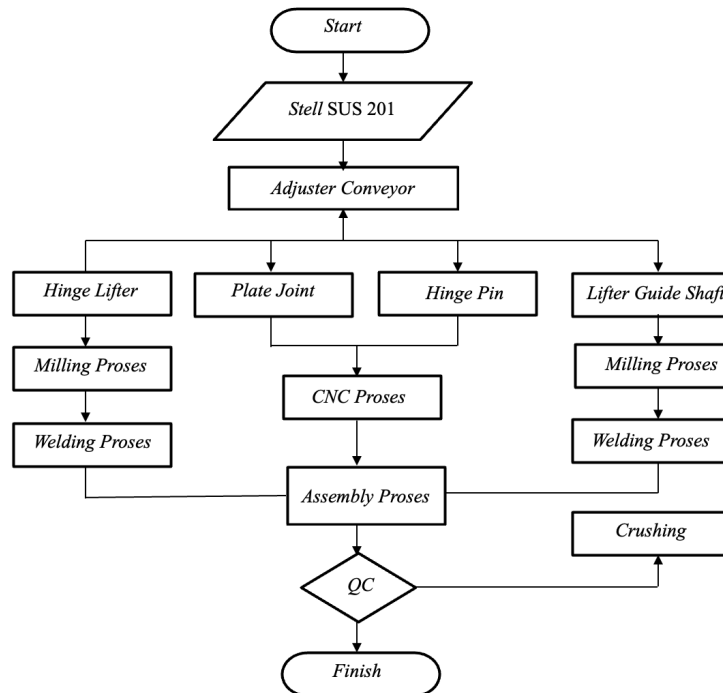 Start
Stell SUS 201
Adjuster Conveyor
Hinge Lifter
Plate Joint
Hinge Pin
Lifter Guide Shaft
Milling Proses
Milling Proses
CNC Proses
Welding Proses
Welding Proses
Assembly Proses
Crushing
QC
Finish